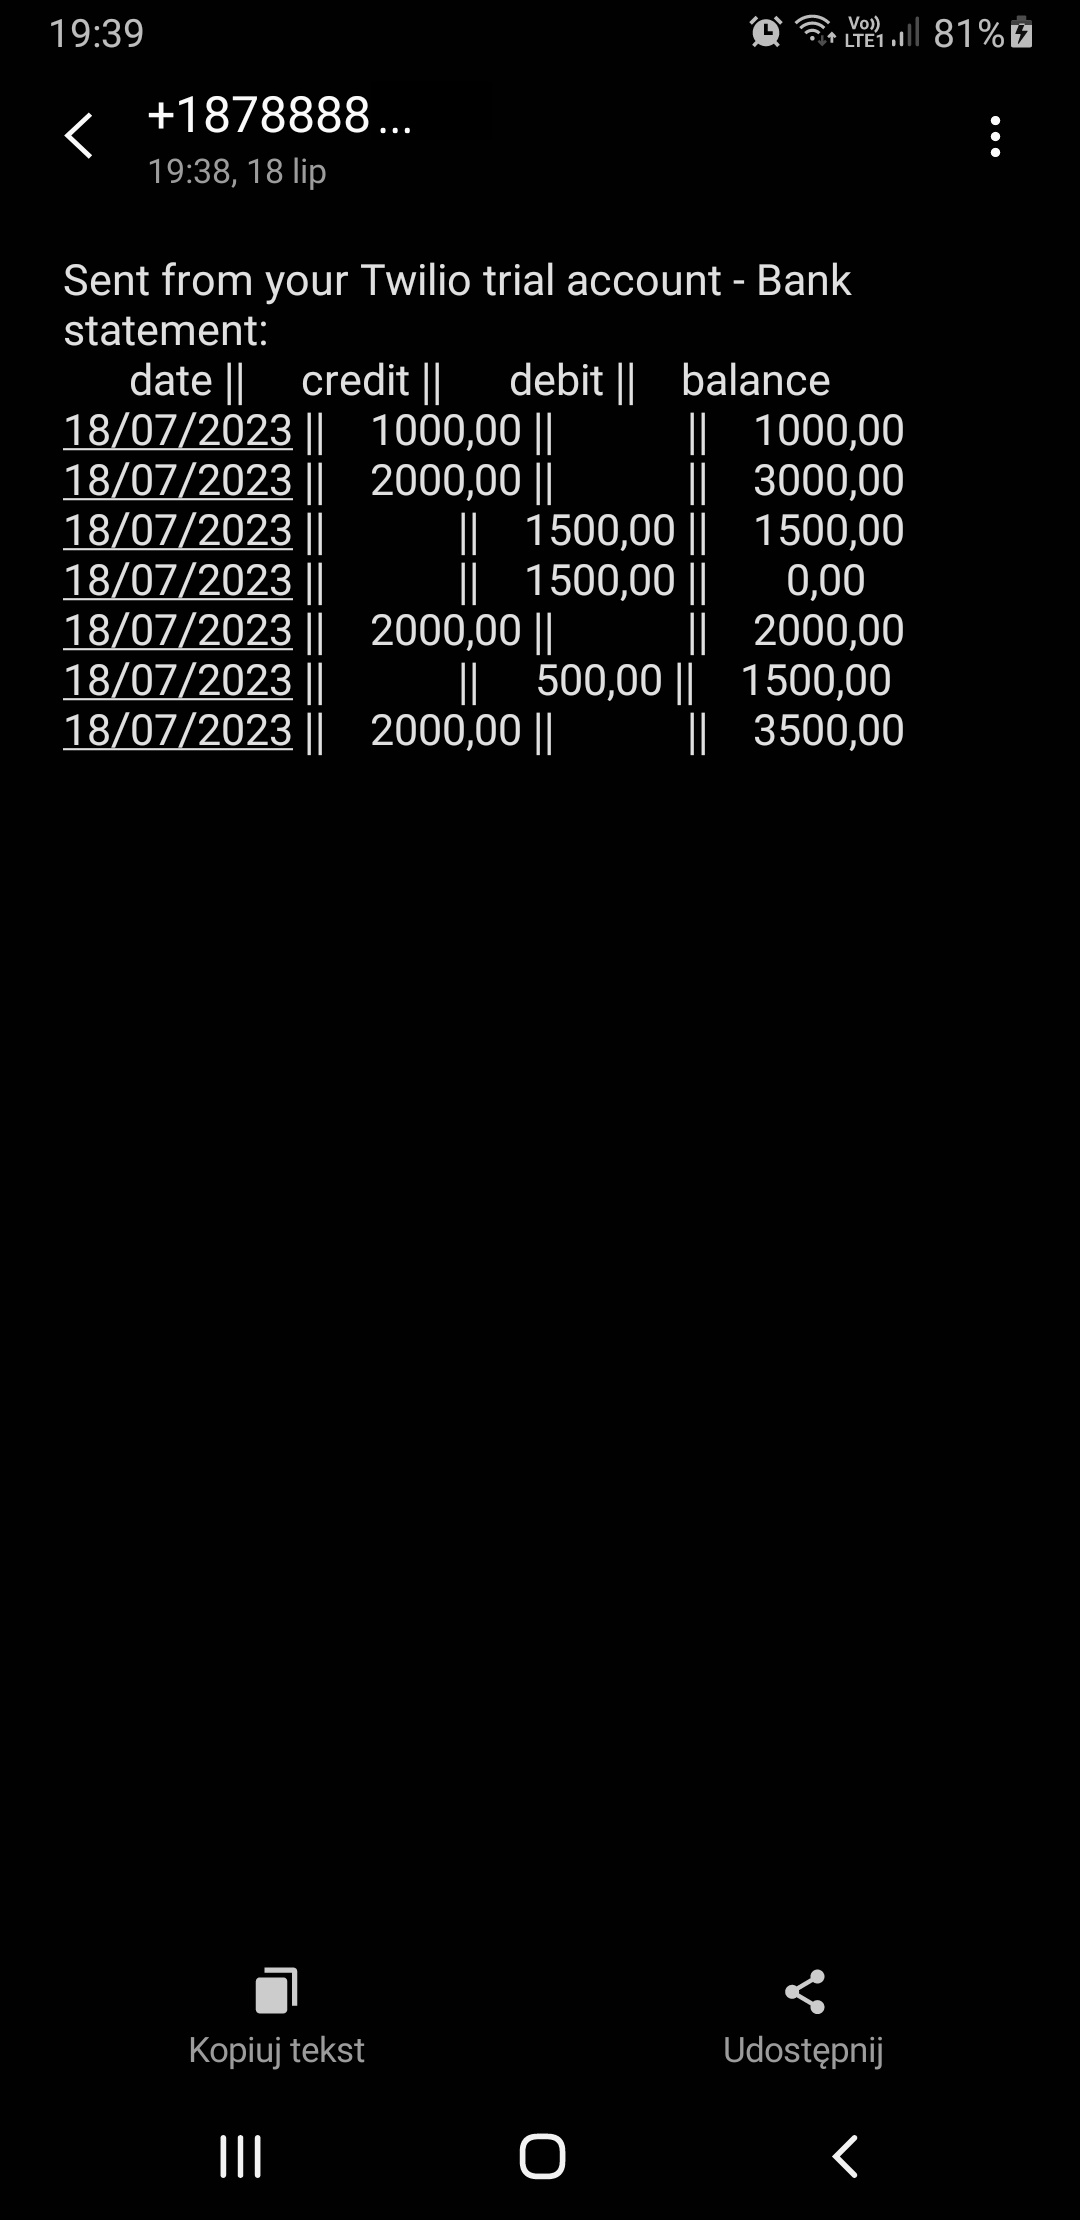 19:39
Vo)) LTE1 81%
+1878888...
19:38, 18 lip
Sent from your Twilio trial account - Bank
statement:
date || credit || debit || balance
18/07/2023 || 1000,00 || || 1000,00
18/07/2023 || 2000,00 || || 3000,00
18/07/2023 || || 1500,00 || 1500,00
18/07/2023 || || 1500,00 || 0,00
18/07/2023 || 2000,00 || || 2000,00
18/07/2023 || || 500,00 || 1500,00
18/07/2023 || 2000,00 || || 3500,00
Kopiuj tekst
Udostępnij